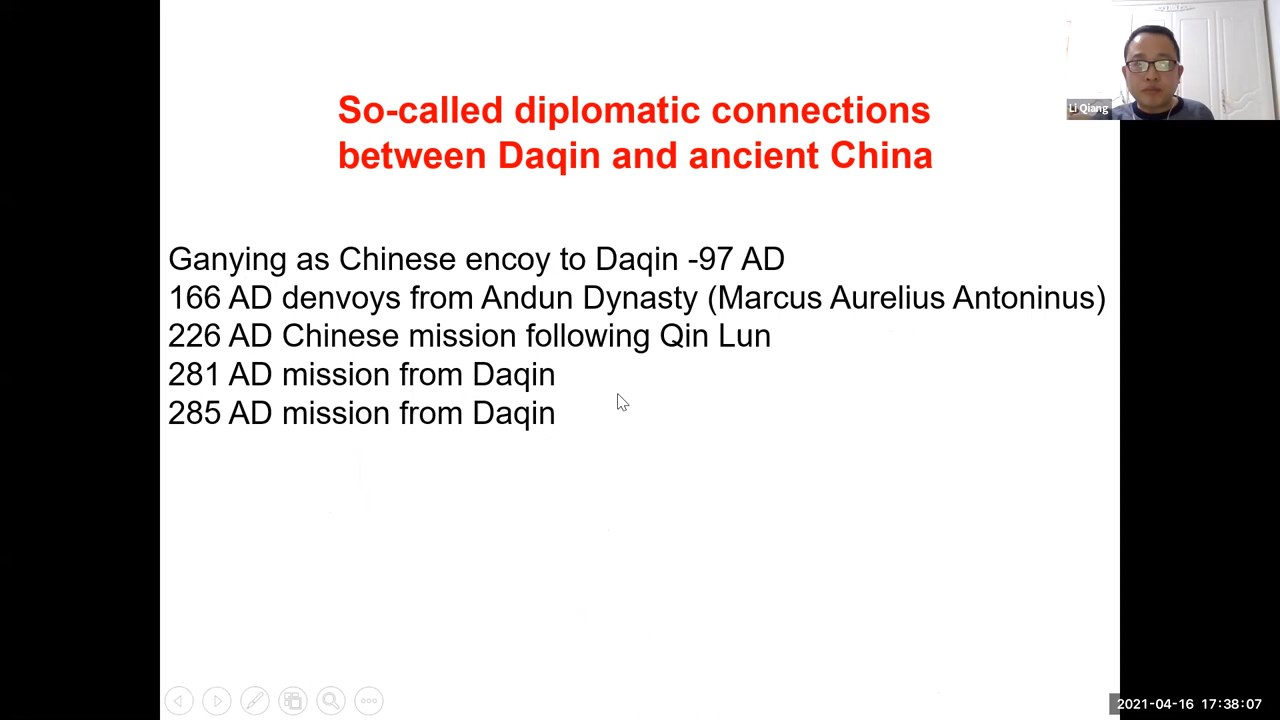 Li Qiang
So-called diplomatic connections
between Daqin and ancient China
Ganying as Chinese encoy to Daqin -97 AD
166 AD denvoys from Andun Dynasty (Marcus Aurelius Antoninus)
226 AD Chinese mission following Qin Lun
281 AD mission from Daqin
285 AD mission from Daqin
2021-04-16 17:38:07